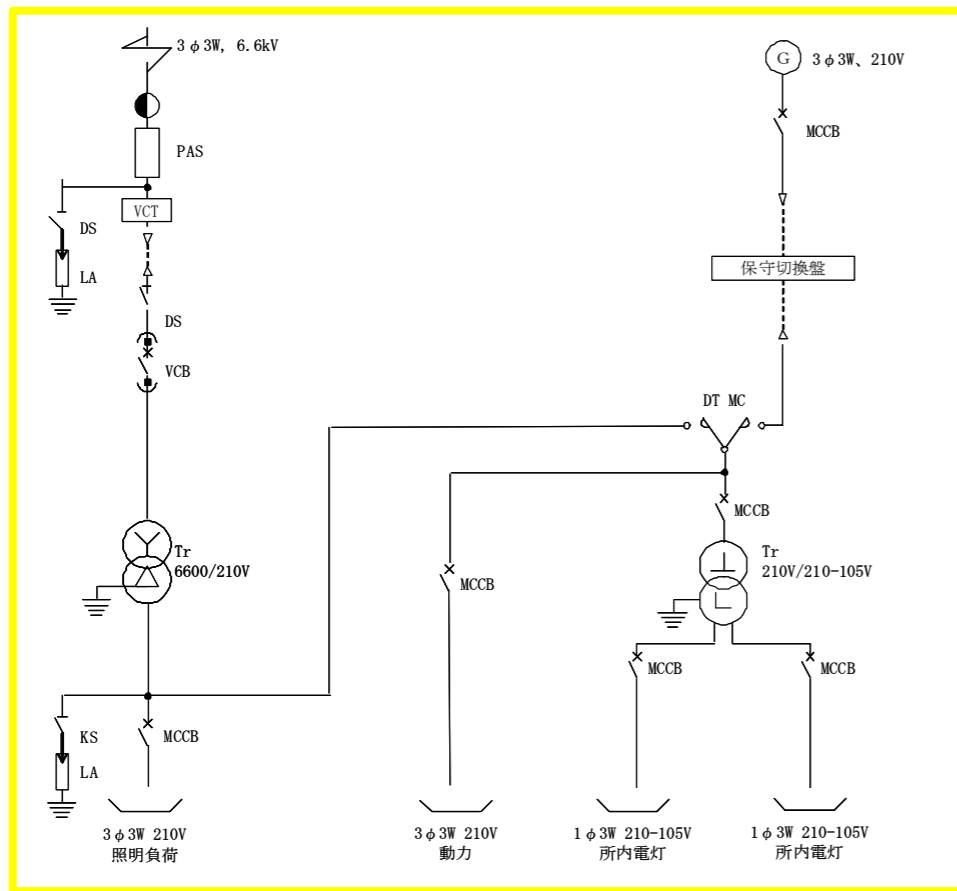 3φ3W, 6.6kV
G
3φ3W、210V
MCCB
PAS
VCT
DS
LA
保守切換盤
DS
VCB
DT MC
MCCB
Tr
6600/210V
Tr
210V/210-105V
MCCB
MCCB
MCCB
KS
MCCB
LA
3φ3W 210V
照明負荷
3φ3W 210V
動力
1φ3W 210-105V
所内電灯
1φ3W 210-105V
所内電灯